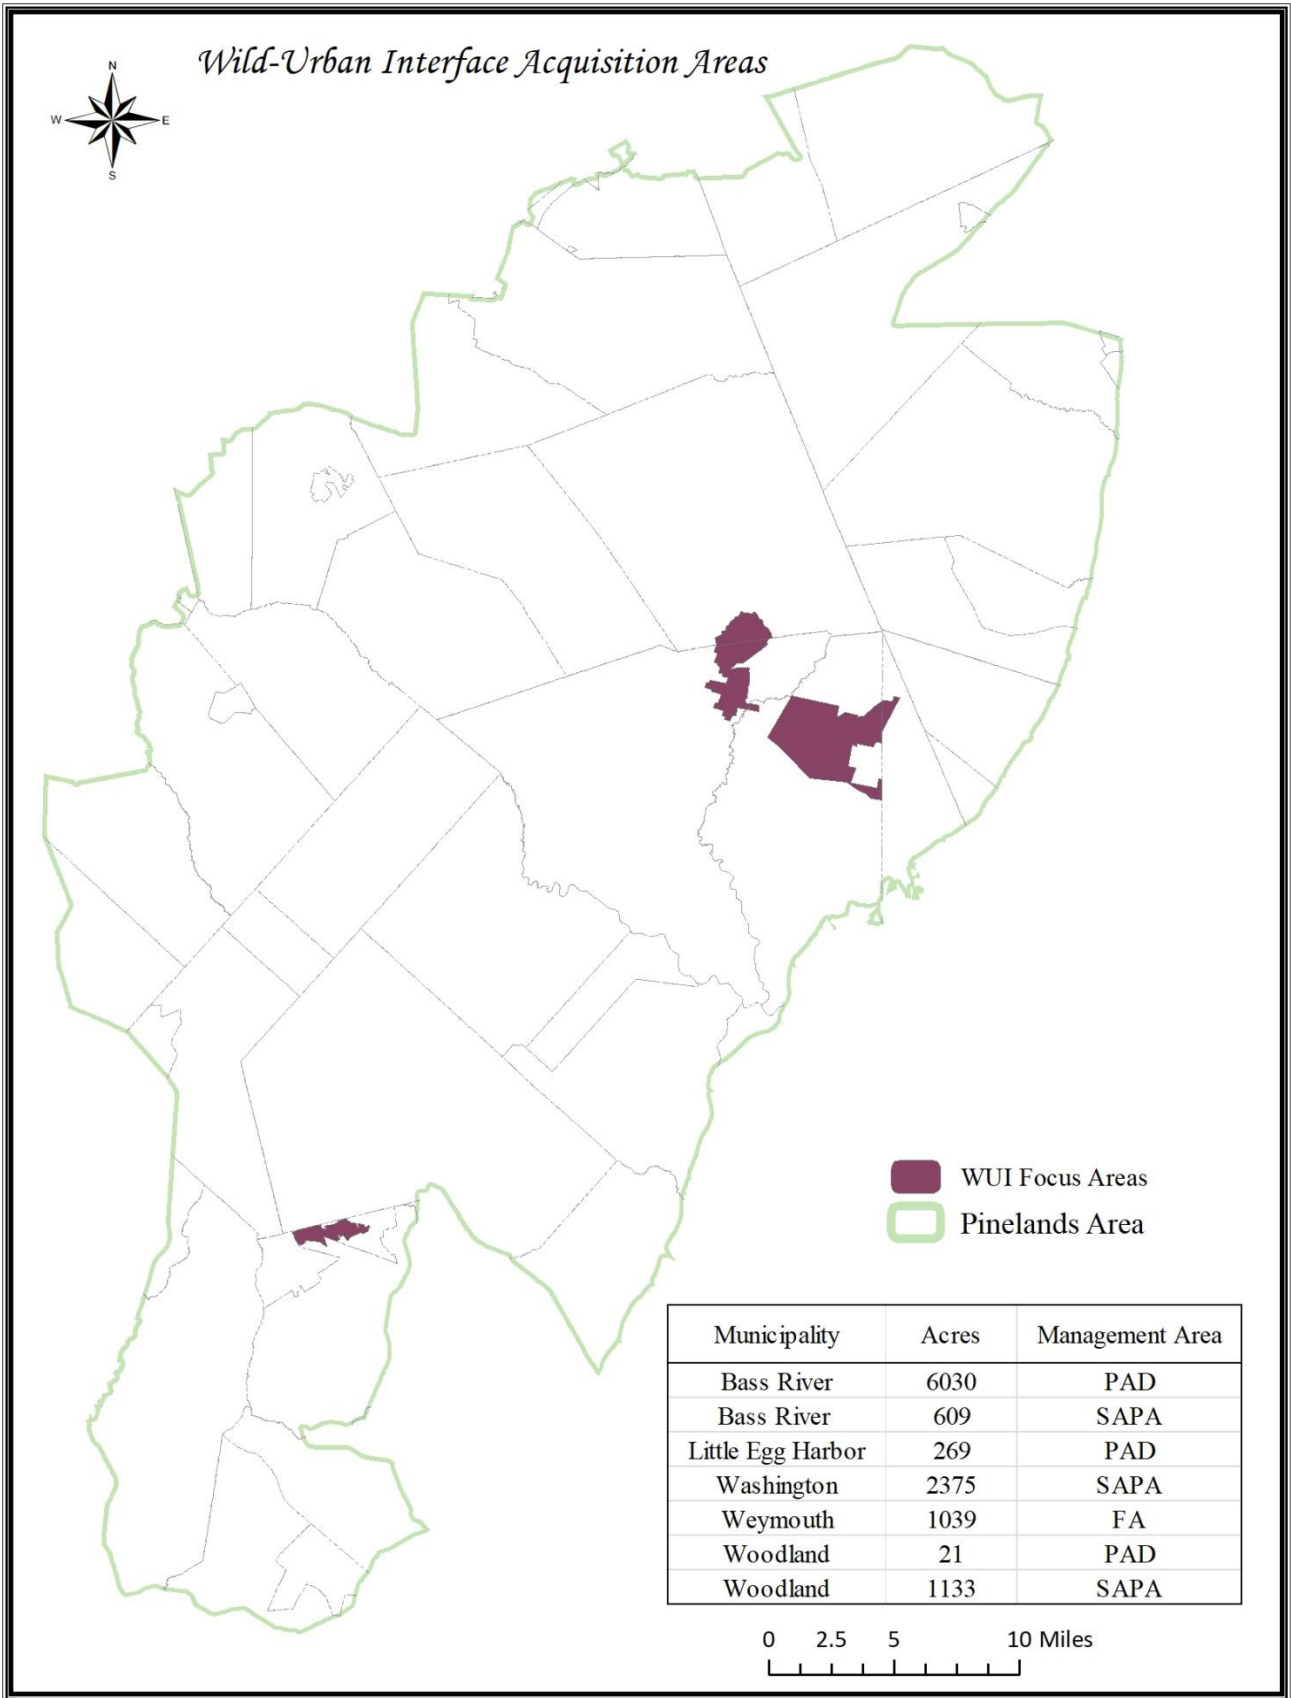 Wild-Urban Interface Acquisition Areas
N
W E
S
WUI Focus Areas
Pinelands Area
Municipality Acres Management Area
Bass River 6030 PAD
Bass River 609 SAPA
Little Egg Harbor 269 PAD
Washington 2375 SAPA
Weymouth 1039 FA
Woodland 21 PAD
Woodland 1133 SAPA
0 2.5 5 10 Miles